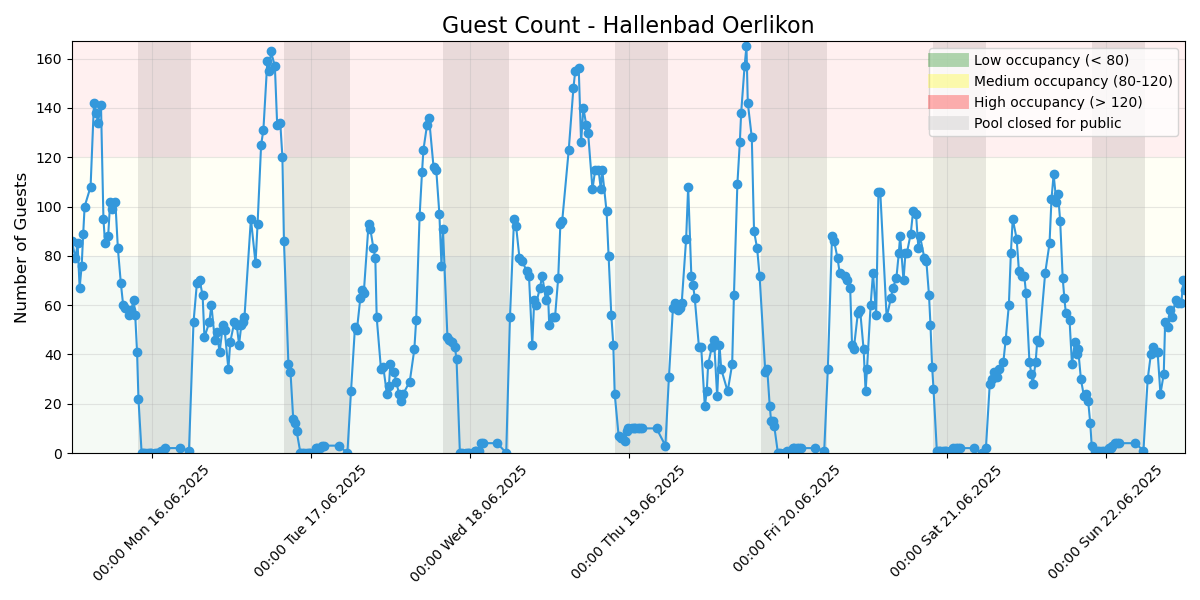 Guest Count - Hallenbad Oerlikon
Number of Guests
160
140
120
100
80
60
40
20
0
Low occupancy (< 80)
Medium occupancy (80-120)
High occupancy (> 120)
Pool closed for public
00:00 Mon 16.06.2025
00:00 Tue 17.06.2025
00:00 Wed 18.06.2025
00:00 Thu 19.06.2025
00:00 Fri 20.06.2025
00:00 Sat 21.06.2025
00:00 Sun 22.06.2025